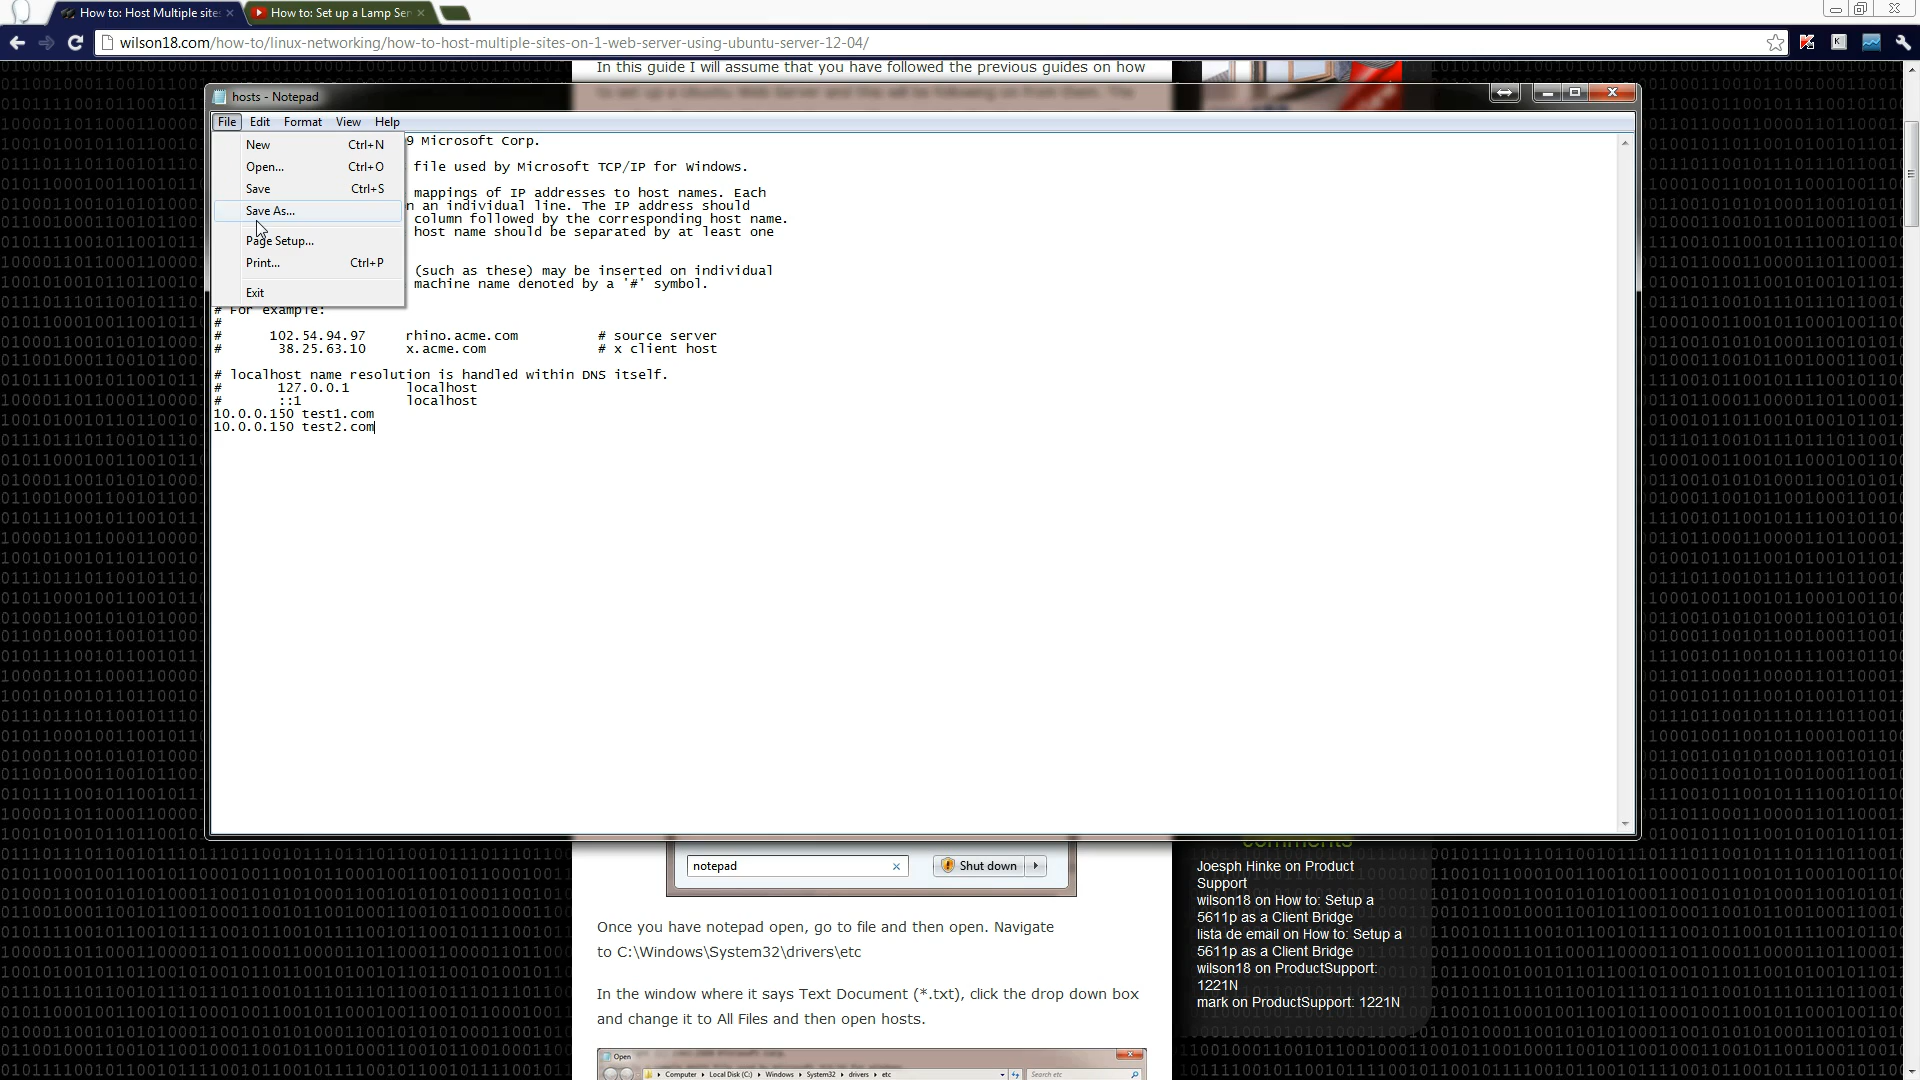 How to: Host Multiple site
How to: Set up a Lamp Ser
wilson18.com/how-to/linux-networking/how-to-host-multiple-sites-on-1-web-server-using-ubuntu-server-12-04/
In this guide I will assume that you have followed the previous guides on how
hosts - Notepad
File Edit Format View Help
New Ctrl+N
Open... Ctrl+O
Save Ctrl+S
Save As...
Page Setup...
Print... Ctrl+P
Exit
9 Microsoft Corp.
file used by Microsoft TCP/IP for Windows.
mappings of IP addresses to host names. Each
n an individual line. The IP address should
column followed by the corresponding host name.
host name should be separated by at least one
(such as these) may be inserted on individual
machine name denoted by a '#' symbol.
# For example:
#
# 102.54.94.97 rhino.acme.com # source server
# 38.25.63.10 x.acme.com # x client host
# localhost name resolution is handled within DNS itself.
# 127.0.0.1 localhost
# ::1 localhost
10.0.0.150 test1.com
10.0.0.150 test2.com
notepad
Shut down
Once you have notepad open, go to file and then open. Navigate
to C:\Windows\System32\drivers\etc
In the window where it says Text Document (*.txt), click the drop down box
and change it to All Files and then open hosts.
Open
Computer Local Disk (C:) Windows System32 drivers etc
Search etc
comments
Joesph Hinke on Product
Support
wilson18 on How to: Setup a
5611p as a Client Bridge
lista de email on How to: Setup a
5611p as a Client Bridge
wilson18 on ProductSupport:
1221N
mark on ProductSupport: 1221N